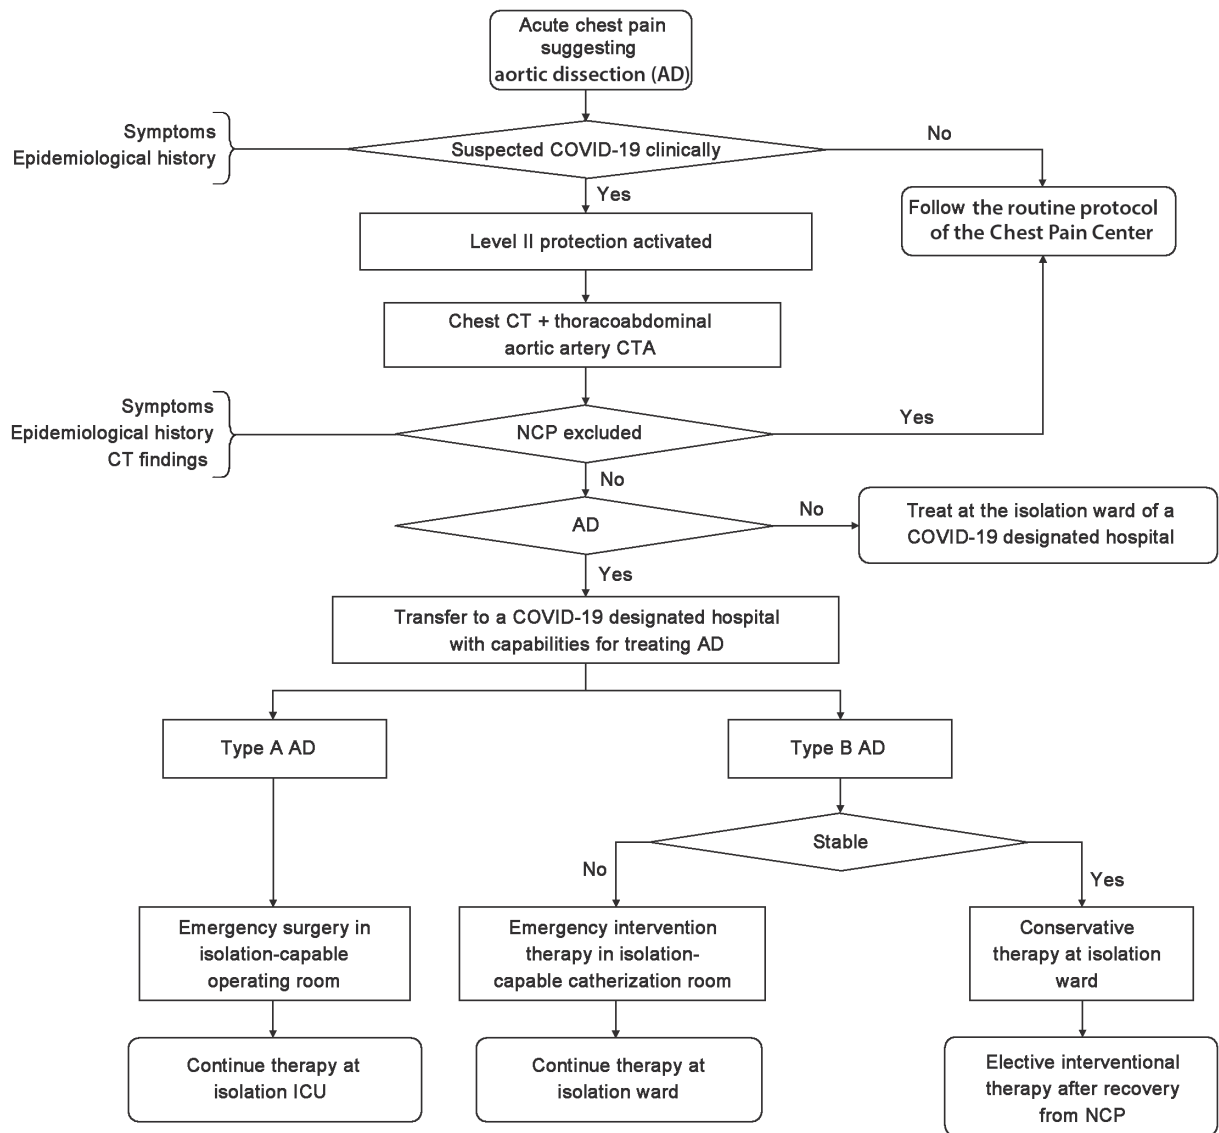 Acute chest pain
suggesting
aortic dissection (AD)
Symptoms
Epidemiological history
Suspected COVID-19 clinically
No
Yes
Follow the routine protocol
of the Chest Pain Center
Level II protection activated
Chest CT + thoracoabdominal
aortic artery CTA
Symptoms
Epidemiological history
CT findings
NCP excluded
Yes
No
AD
No
Treat at the isolation ward of a
COVID-19 designated hospital
Yes
Transfer to a COVID-19 designated hospital
with capabilities for treating AD
Type A AD
Type B AD
Stable
No
Yes
Emergency surgery in
isolation-capable
operating room
Emergency intervention
therapy in isolation-
capable catherization room
Conservative
therapy at isolation
ward
Continue therapy at
isolation ICU
Continue therapy at
isolation ward
Elective interventional
therapy after recovery
from NCP